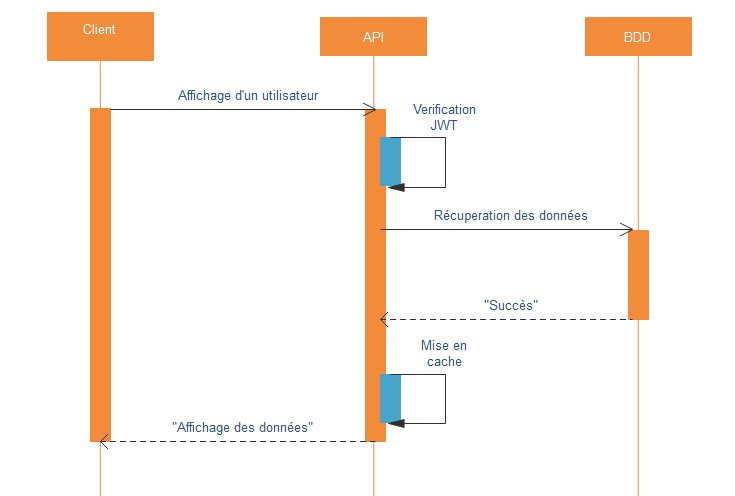 Client
API
BDD
Affichage d'un utilisateur
Verification
JWT
Récuperation des données
"Succès"
Mise en
cache
"Affichage des données"